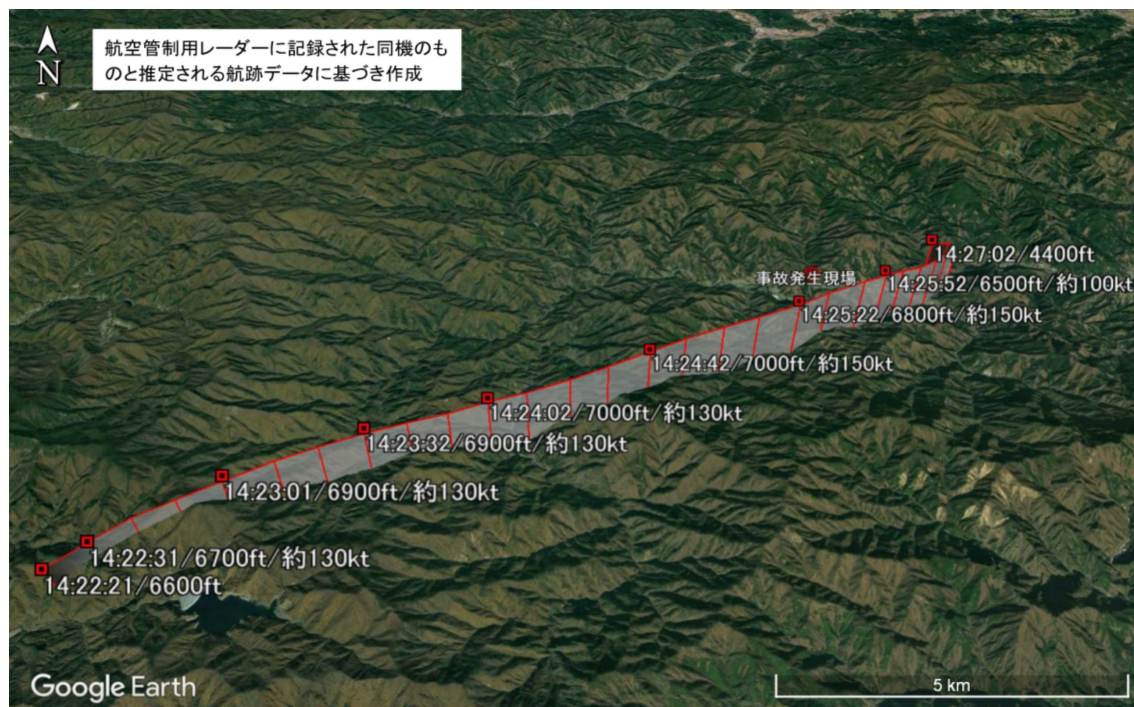 航空管制用レーダーに記録された同機のも
のと推定される航跡データに基づき作成
N
14:27:02/4400ft
事故発生現場
14:25:52/6500ft/約100kt
14:25:22/6800ft/約150kt
14:24:42/7000ft/約150kt
14:24:02/7000ft/約130kt
14:23:32/6900ft/約130kt
14:23:01/6900ft/約130kt
14:22:31/6700ft/約130kt
14:22:21/6600ft
Google Earth
5 km